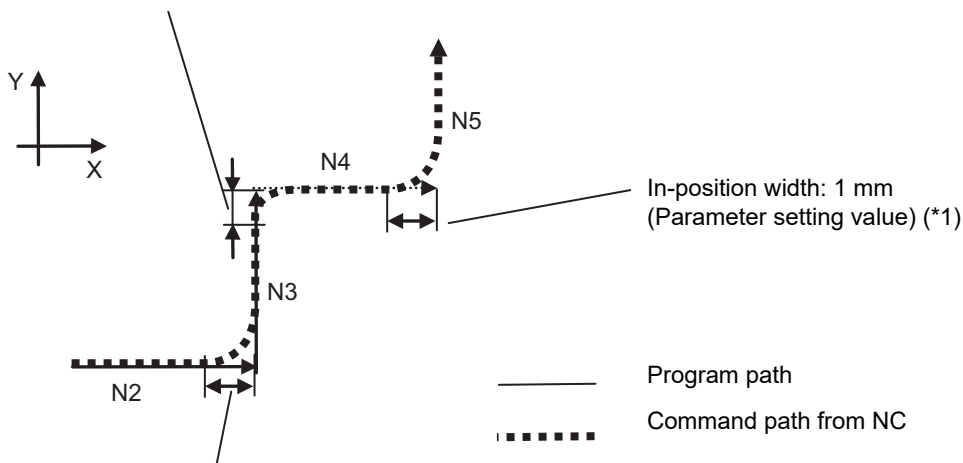 Y
X
N5
N4
In-position width: 1 mm
(Parameter setting value) (*1)
N3
N2
Program path
Command path from NC